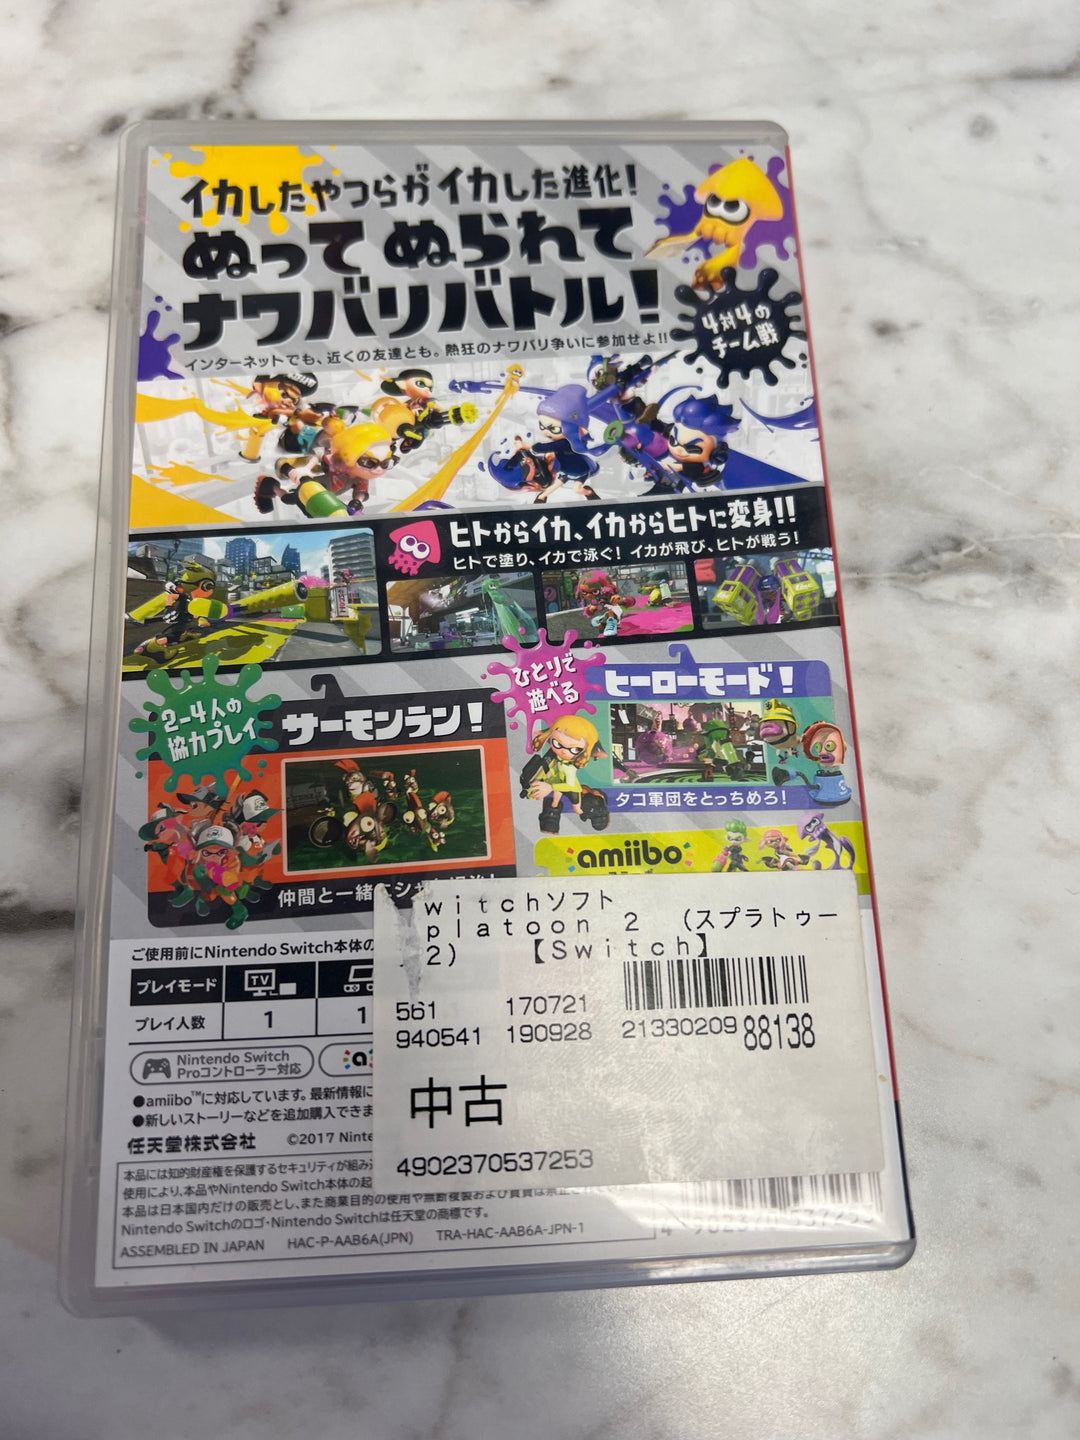 イカしたやつらが イカした進化!
ぬって ぬられて
ナワバリバトル!
インターネットでも、近くの友達とも。熱狂のナワバリ争いに参加せよ!!
4対4の
チーム戦
ヒトからイカ、イカからヒトに変身!!
ヒトで塗り、イカで泳ぐ! イカが飛び、ヒトが戦う!
2-4人の
協力プレイ
サーモンラン!
仲間と一緒にシャ
ひとりで
遊べる
ヒーローモード!
タコ軍団をとっちめろ!
amiibo
witchソフト
platoon 2 (スプラトゥー
2) 【Switch】
561 170721
940541 190928 21330209 88138
中古
4902370537253
ご使用前にNintendo Switch本体の
プレイモード TV
プレイ人数 1 1
Nintendo Switch
Proコントローラー対応
●amiibo™に対応しています。最新情報に
●新しいストーリーなどを追加購入できま
任天堂株式会社 ©2017 Ninte
本品には知的財産権を保護するセキュリティが組み
使用により、本品やNintendo Switch本体の起
本品は日本国内だけの販売とし、また商業目的の使用や無断複製および賃貸は禁止
Nintendo Switchのロゴ・Nintendo Switchは任天堂の商標です。
ASSEMBLED IN JAPAN HAC-P-AAB6A(JPN) TRA-HAC-AAB6A-JPN-1